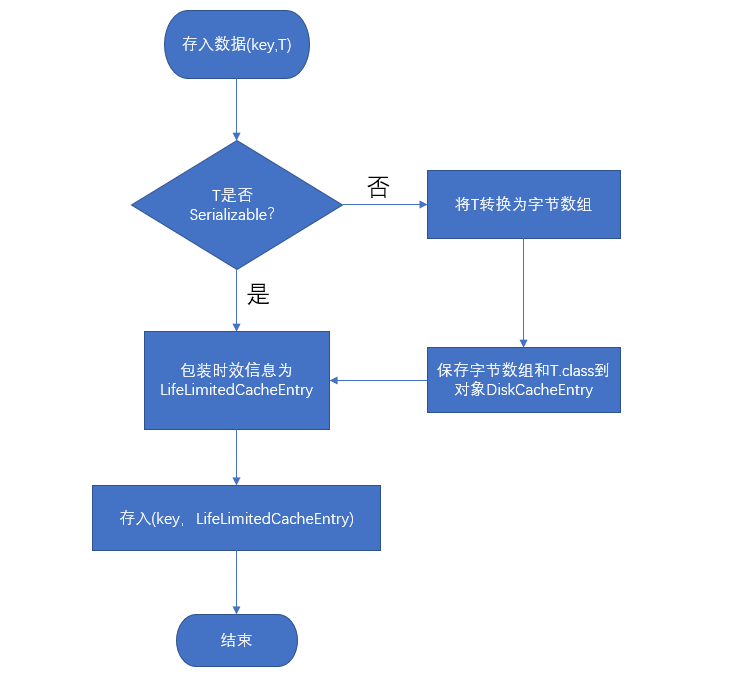 存入数据(key,T)
T是否
Serializable？
否
将T转换为字节数组
是
包装时效信息为
LifeLimitedCacheEntry
保存字节数组和T.class到
对象DiskCacheEntry
存入(key，LifeLimitedCacheEntry)
结束